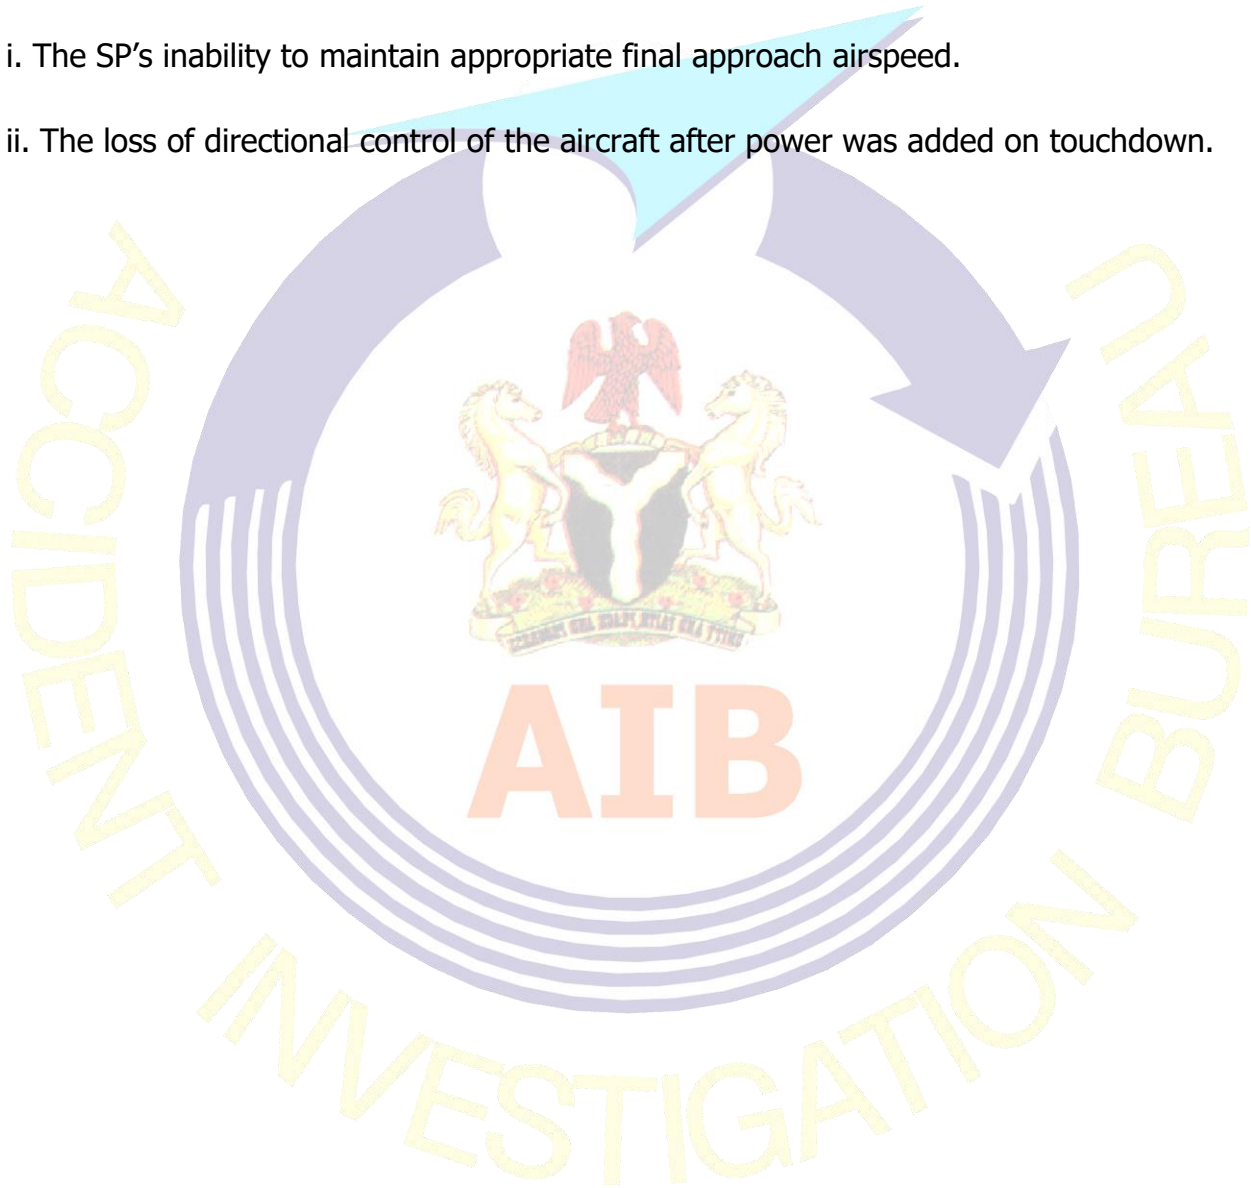 i. The SP’s inability to maintain appropriate final approach airspeed.
ii. The loss of directional control of the aircraft after power was added on touchdown.
AIB
ACCIDENT INVESTIGATION BUREAU